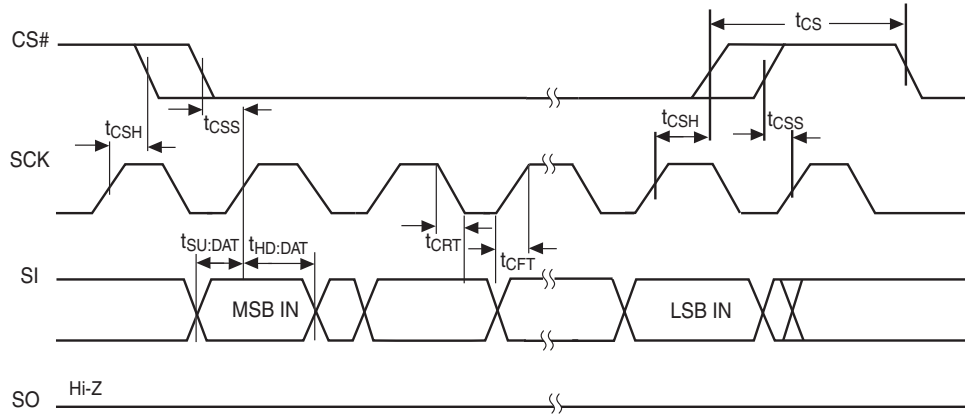 CS#
tCS
tCSH
tCSS
tCSH
tCSS
SCK
tSU:DAT
tHD:DAT
tCRT
tCFT
SI
MSB IN
LSB IN
SO
Hi-Z